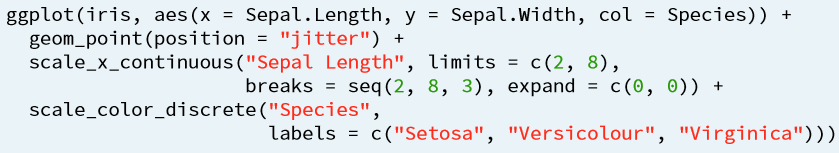 ggplot(iris, aes(x = Sepal.Length, y = Sepal.Width, col = Species)) +
  geom_point(position = "jitter") +
  scale_x_continuous("Sepal Length", limits = c(2, 8),
                     breaks = seq(2, 8, 3), expand = c(0, 0)) +
  scale_color_discrete("Species",
                       labels = c("Setosa", "Versicolour", "Virginica")))